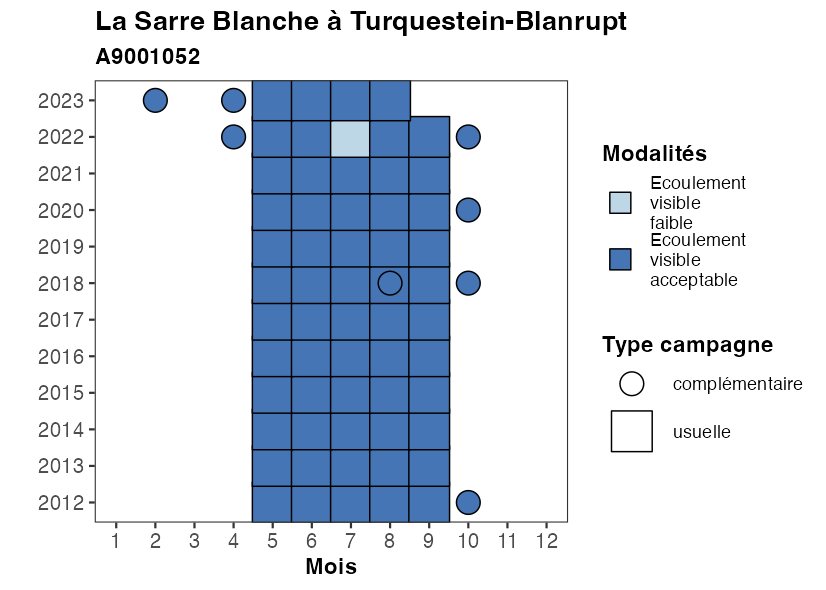 La Sarre Blanche à Turquestein-Blanrupt
A9001052
2023
2022
2021
2020
2019
2018
2017
2016
2015
2014
2013
2012
1 2 3 4 5 6 7 8 9 10 11 12
Mois
Modalités
Ecoulement
visible
faible
Ecoulement
visible
acceptable
Type campagne
complémentaire
usuelle